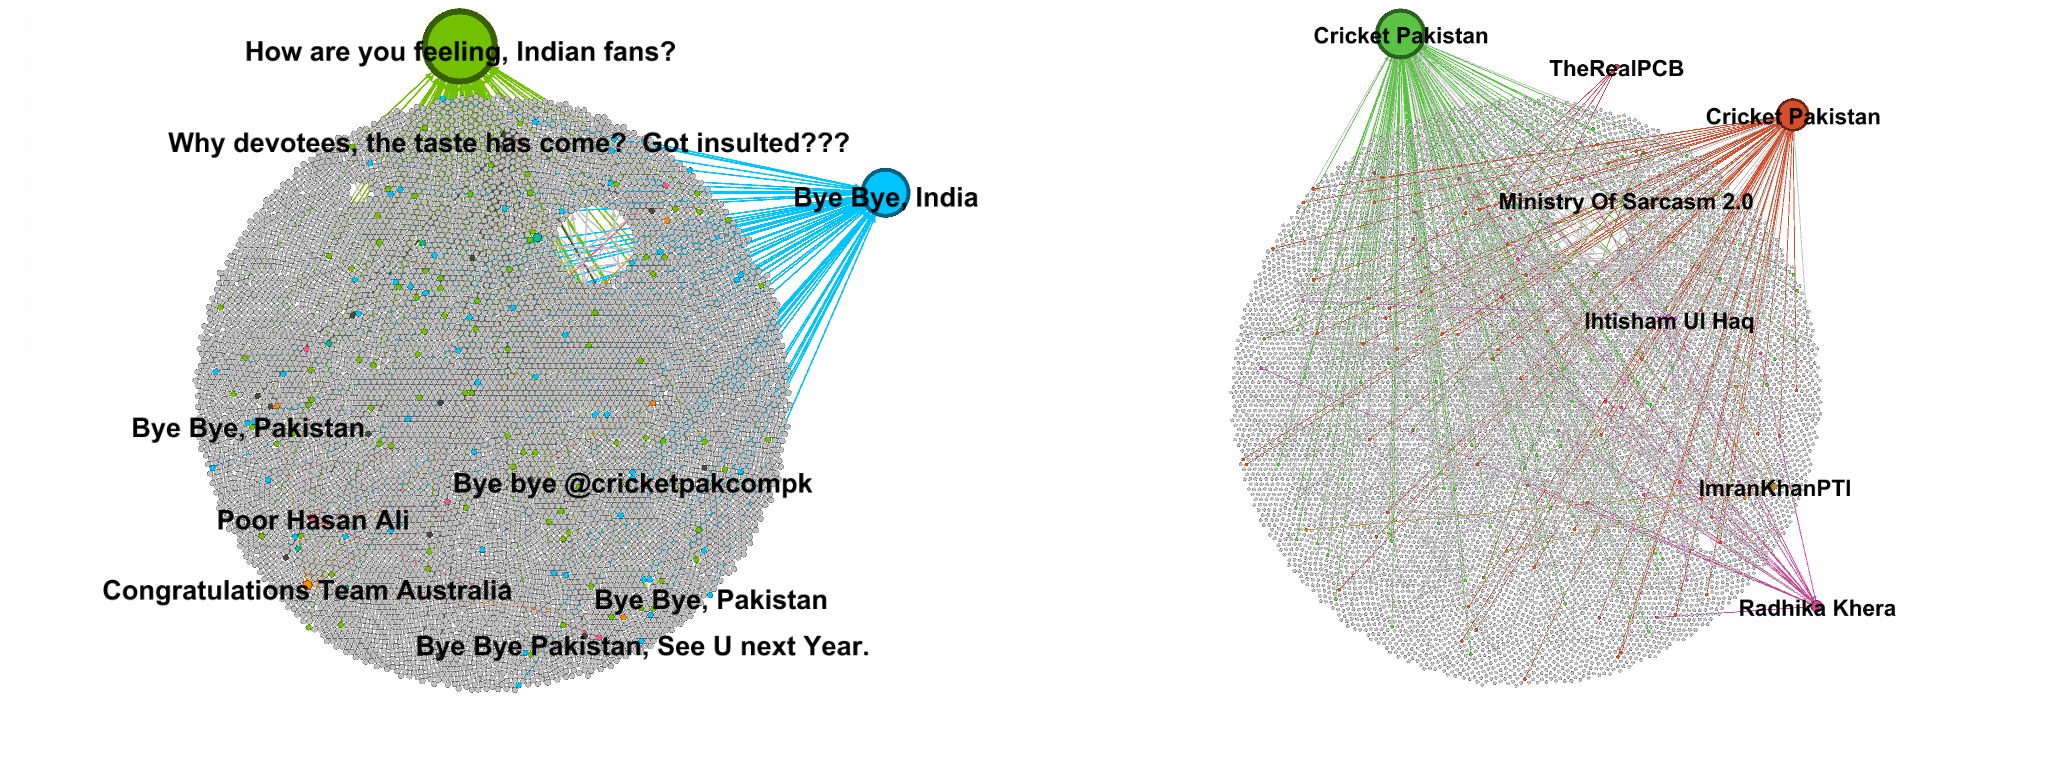 How are you feeling, Indian fans?
Why devotees, the taste has come?  Got insulted???
Bye Bye, India
Bye Bye, Pakistan.
Bye bye @cricketpakcompk
Poor Hasan Ali
Congratulations Team Australia
Bye Bye, Pakistan
Bye Bye Pakistan, See U next Year.
Cricket Pakistan
TheRealPCB
Cricket Pakistan
Ministry Of Sarcasm 2.0
Ihtisham Ul Haq
ImranKhanPTI
Radhika Khera